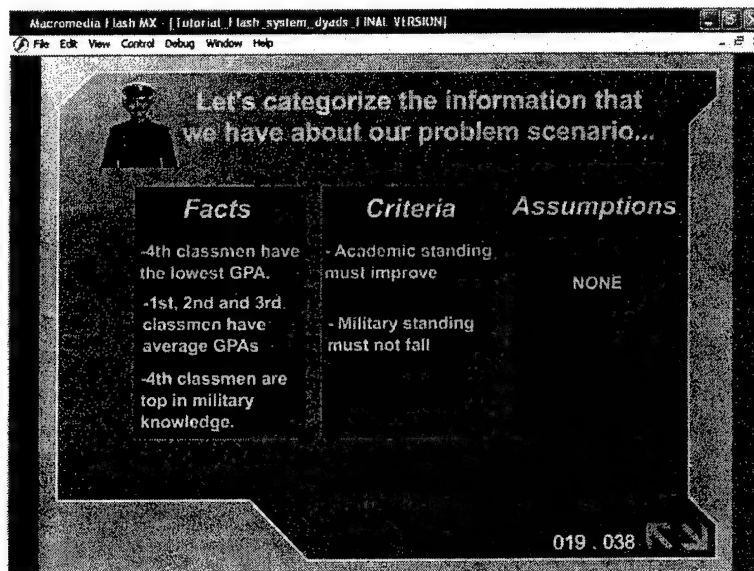 Macromedia Flash MX - [Tutorial_Flash_system_dyads_FINAL VERSION]
File Edit View Control Debug Window Help
Let's categorize the information that
we have about our problem scenario...
Facts
-4th classmen have
the lowest GPA.
-1st, 2nd and 3rd
classmen have
average GPAs
-4th classmen are
top in military
knowledge.
Criteria
- Academic standing
must improve
- Military standing
must not fall
Assumptions
NONE
019 . 038